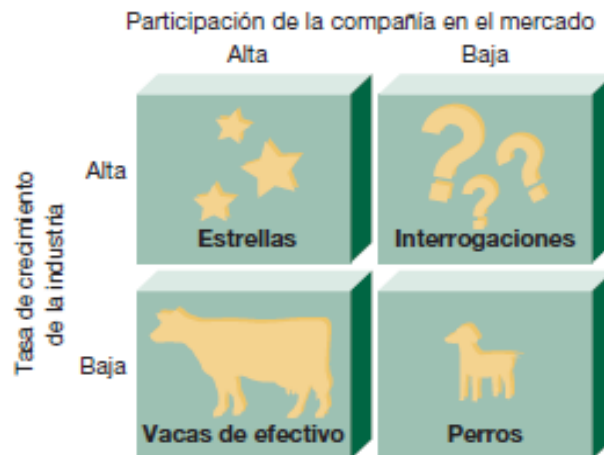 Participación de la compañía en el mercado
Alta Baja
Tasa de crecimiento
de la industria
Alta
Estrellas Interrogaciones
Baja
Vacas de efectivo Perros